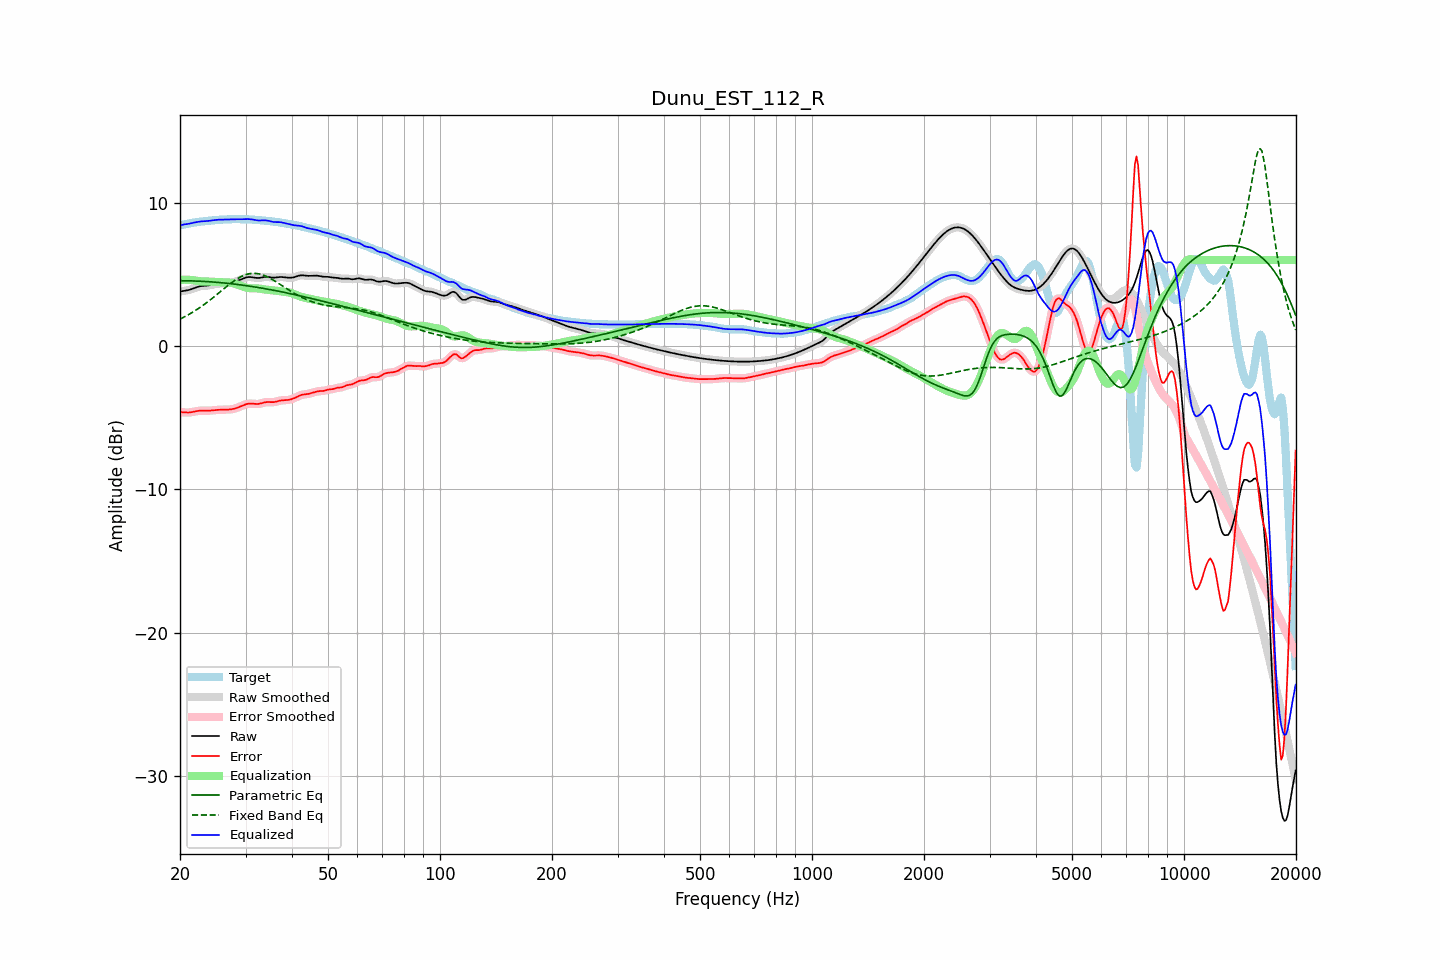 Dunu_EST_112_R
Amplitude (dBr)
10
0
−10
−20
−30
Target
Raw Smoothed
Error Smoothed
Raw
Error
Equalization
Parametric Eq
Fixed Band Eq
Equalized
20 50 100 200 500 1000 2000 5000 10000 20000
Frequency (Hz)